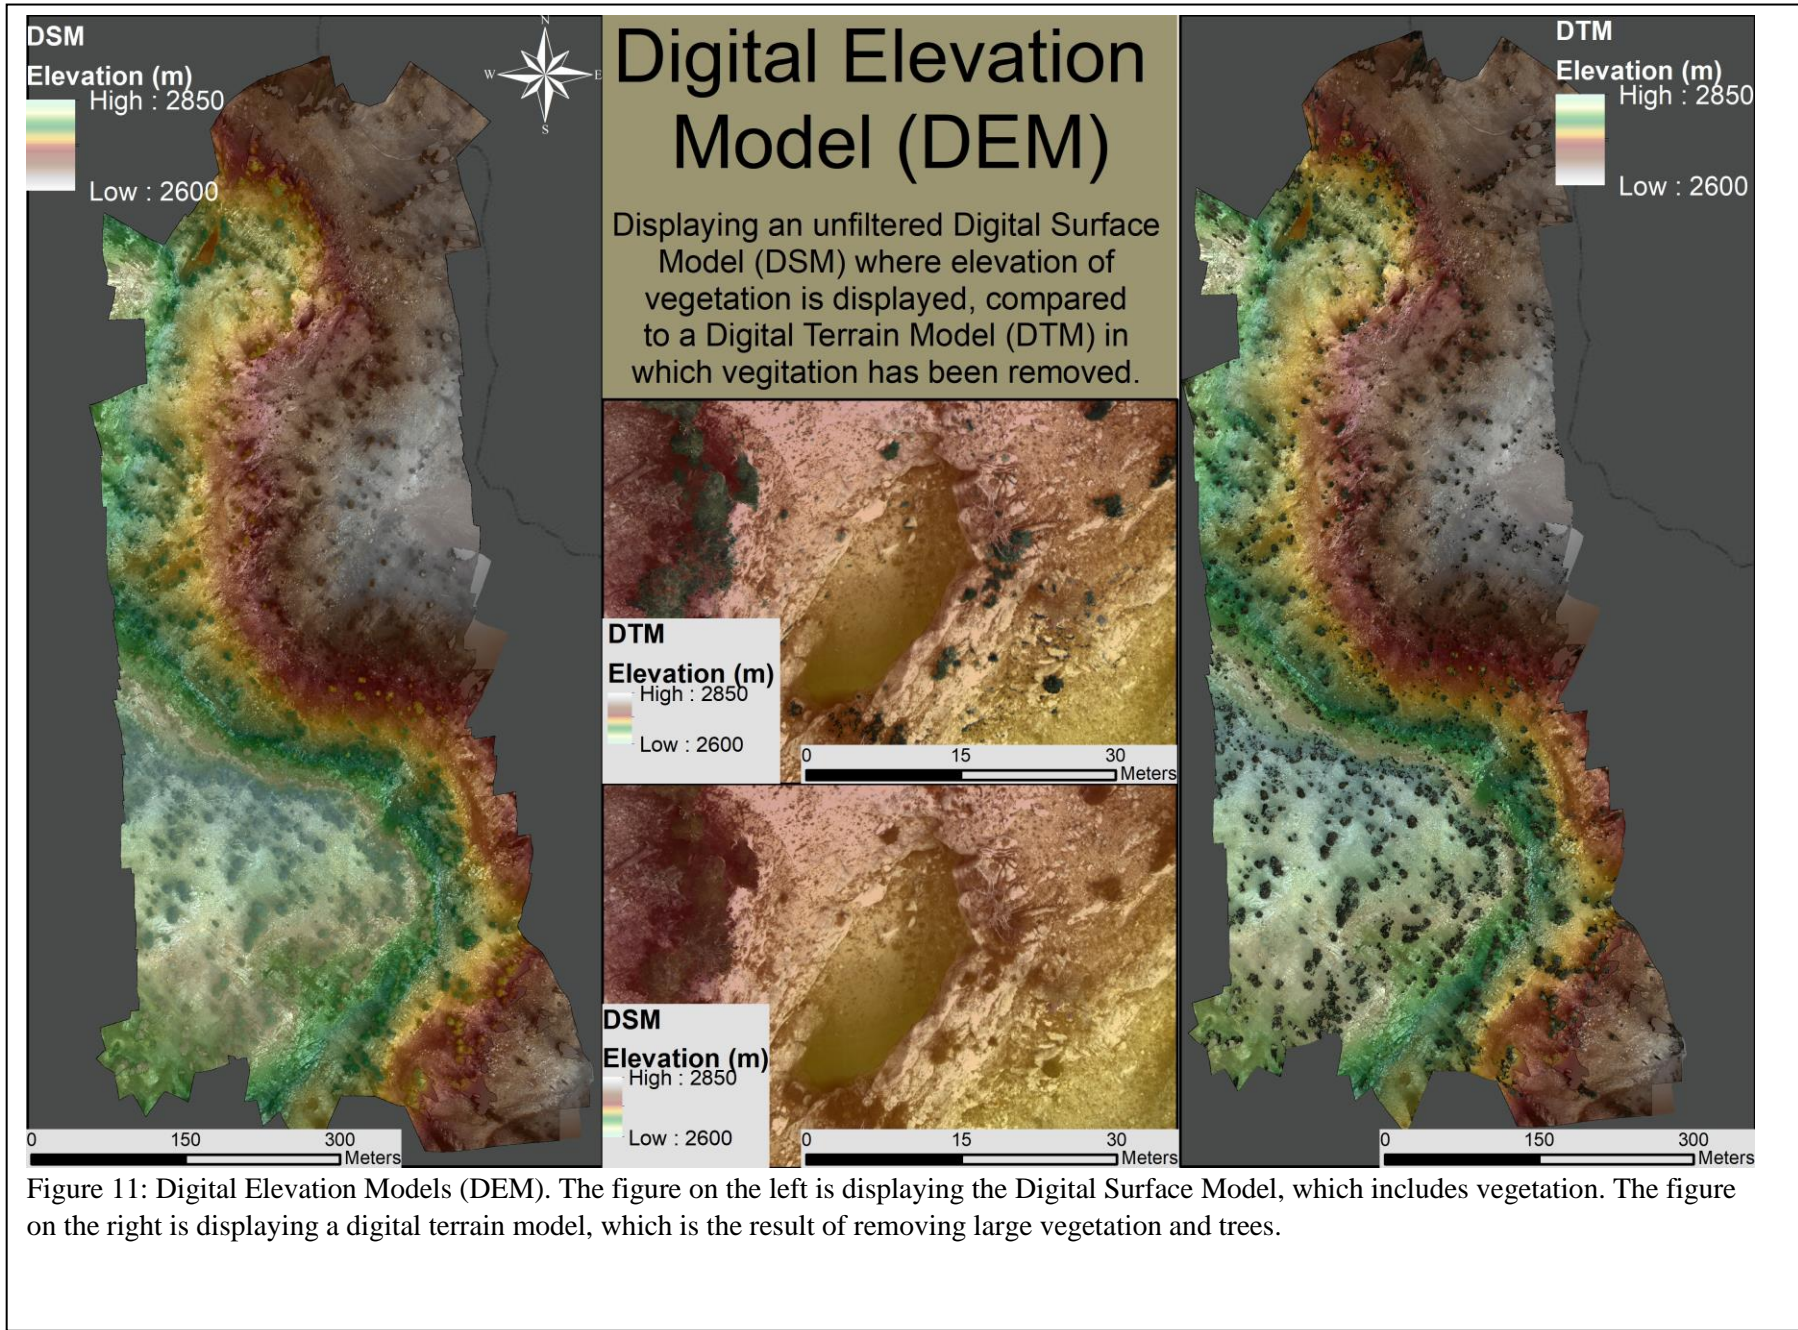 DSM
Elevation (m)
High : 2850
Low : 2600
N
W
E
S
Digital Elevation
Model (DEM)
Displaying an unfiltered Digital Surface
Model (DSM) where elevation of
vegetation is displayed, compared
to a Digital Terrain Model (DTM) in
which vegitation has been removed.
DTM
Elevation (m)
High : 2850
Low : 2600
DTM
Elevation (m)
High : 2850
Low : 2600
0 15 30
Meters
DSM
Elevation (m)
High : 2850
Low : 2600
0 15 30
Meters
0 150 300
Meters
0 150 300
Meters
Figure 11: Digital Elevation Models (DEM). The figure on the left is displaying the Digital Surface Model, which includes vegetation. The figure
on the right is displaying a digital terrain model, which is the result of removing large vegetation and trees.